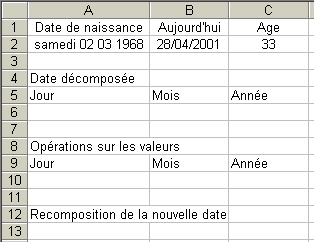 A B C
1 Date de naissance Aujourd'hui Age
2 samedi 02 03 1968 28/04/2001 33
3
4 Date décomposée
5 Jour Mois Année
6
7
8 Opérations sur les valeurs
9 Jour Mois Année
10
11
12 Recomposition de la nouvelle date
13